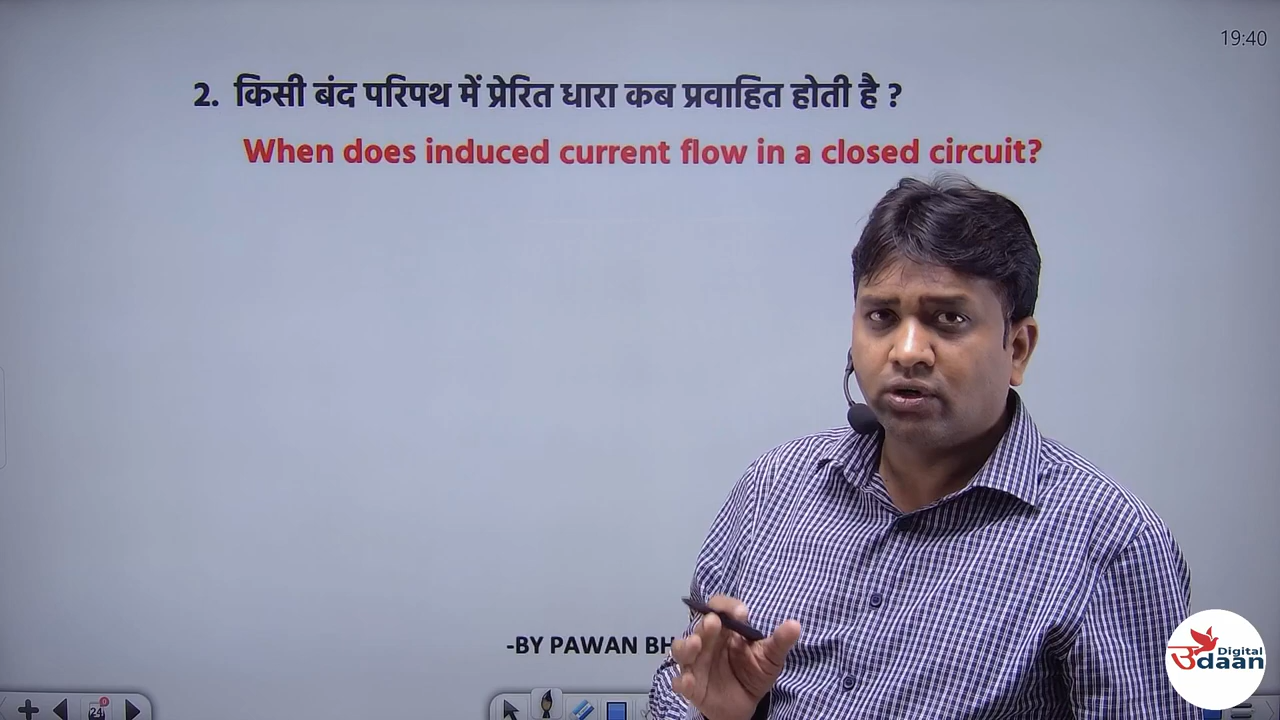 19:40
2. किसी बंद परिपथ में प्रेरित धारा कब प्रवाहित होती है ?
When does induced current flow in a closed circuit?
-BY PAWAN BH
24
Digital
उdaan